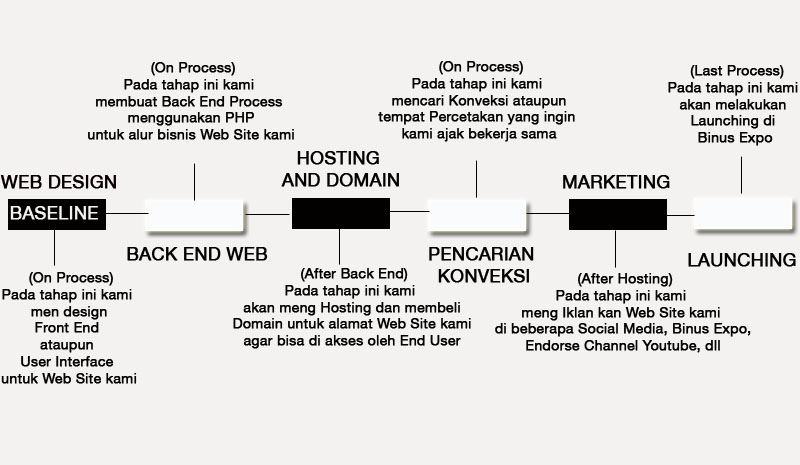 WEB DESIGN
BASELINE
(On Process)
Pada tahap ini kami
men design
Front End
ataupun
User Interface
untuk Web Site kami
(On Process)
Pada tahap ini kami
membuat Back End Process
menggunakan PHP
untuk alur bisnis Web Site kami
BACK END WEB
HOSTING
AND DOMAIN
(After Back End)
Pada tahap ini kami
akan meng Hosting dan membeli
Domain untuk alamat Web Site kami
agar bisa di akses oleh End User
(On Process)
Pada tahap ini kami
mencari Konveksi ataupun
tempat Percetakan yang ingin
kami ajak bekerja sama
PENCARIAN
KONVEKSI
MARKETING
(After Hosting)
Pada tahap ini kami
meng Iklan kan Web Site kami
di beberapa Social Media, Binus Expo,
Endorse Channel Youtube, dll
(Last Process)
Pada tahap ini kami
akan melakukan
Launching di
Binus Expo
LAUNCHING